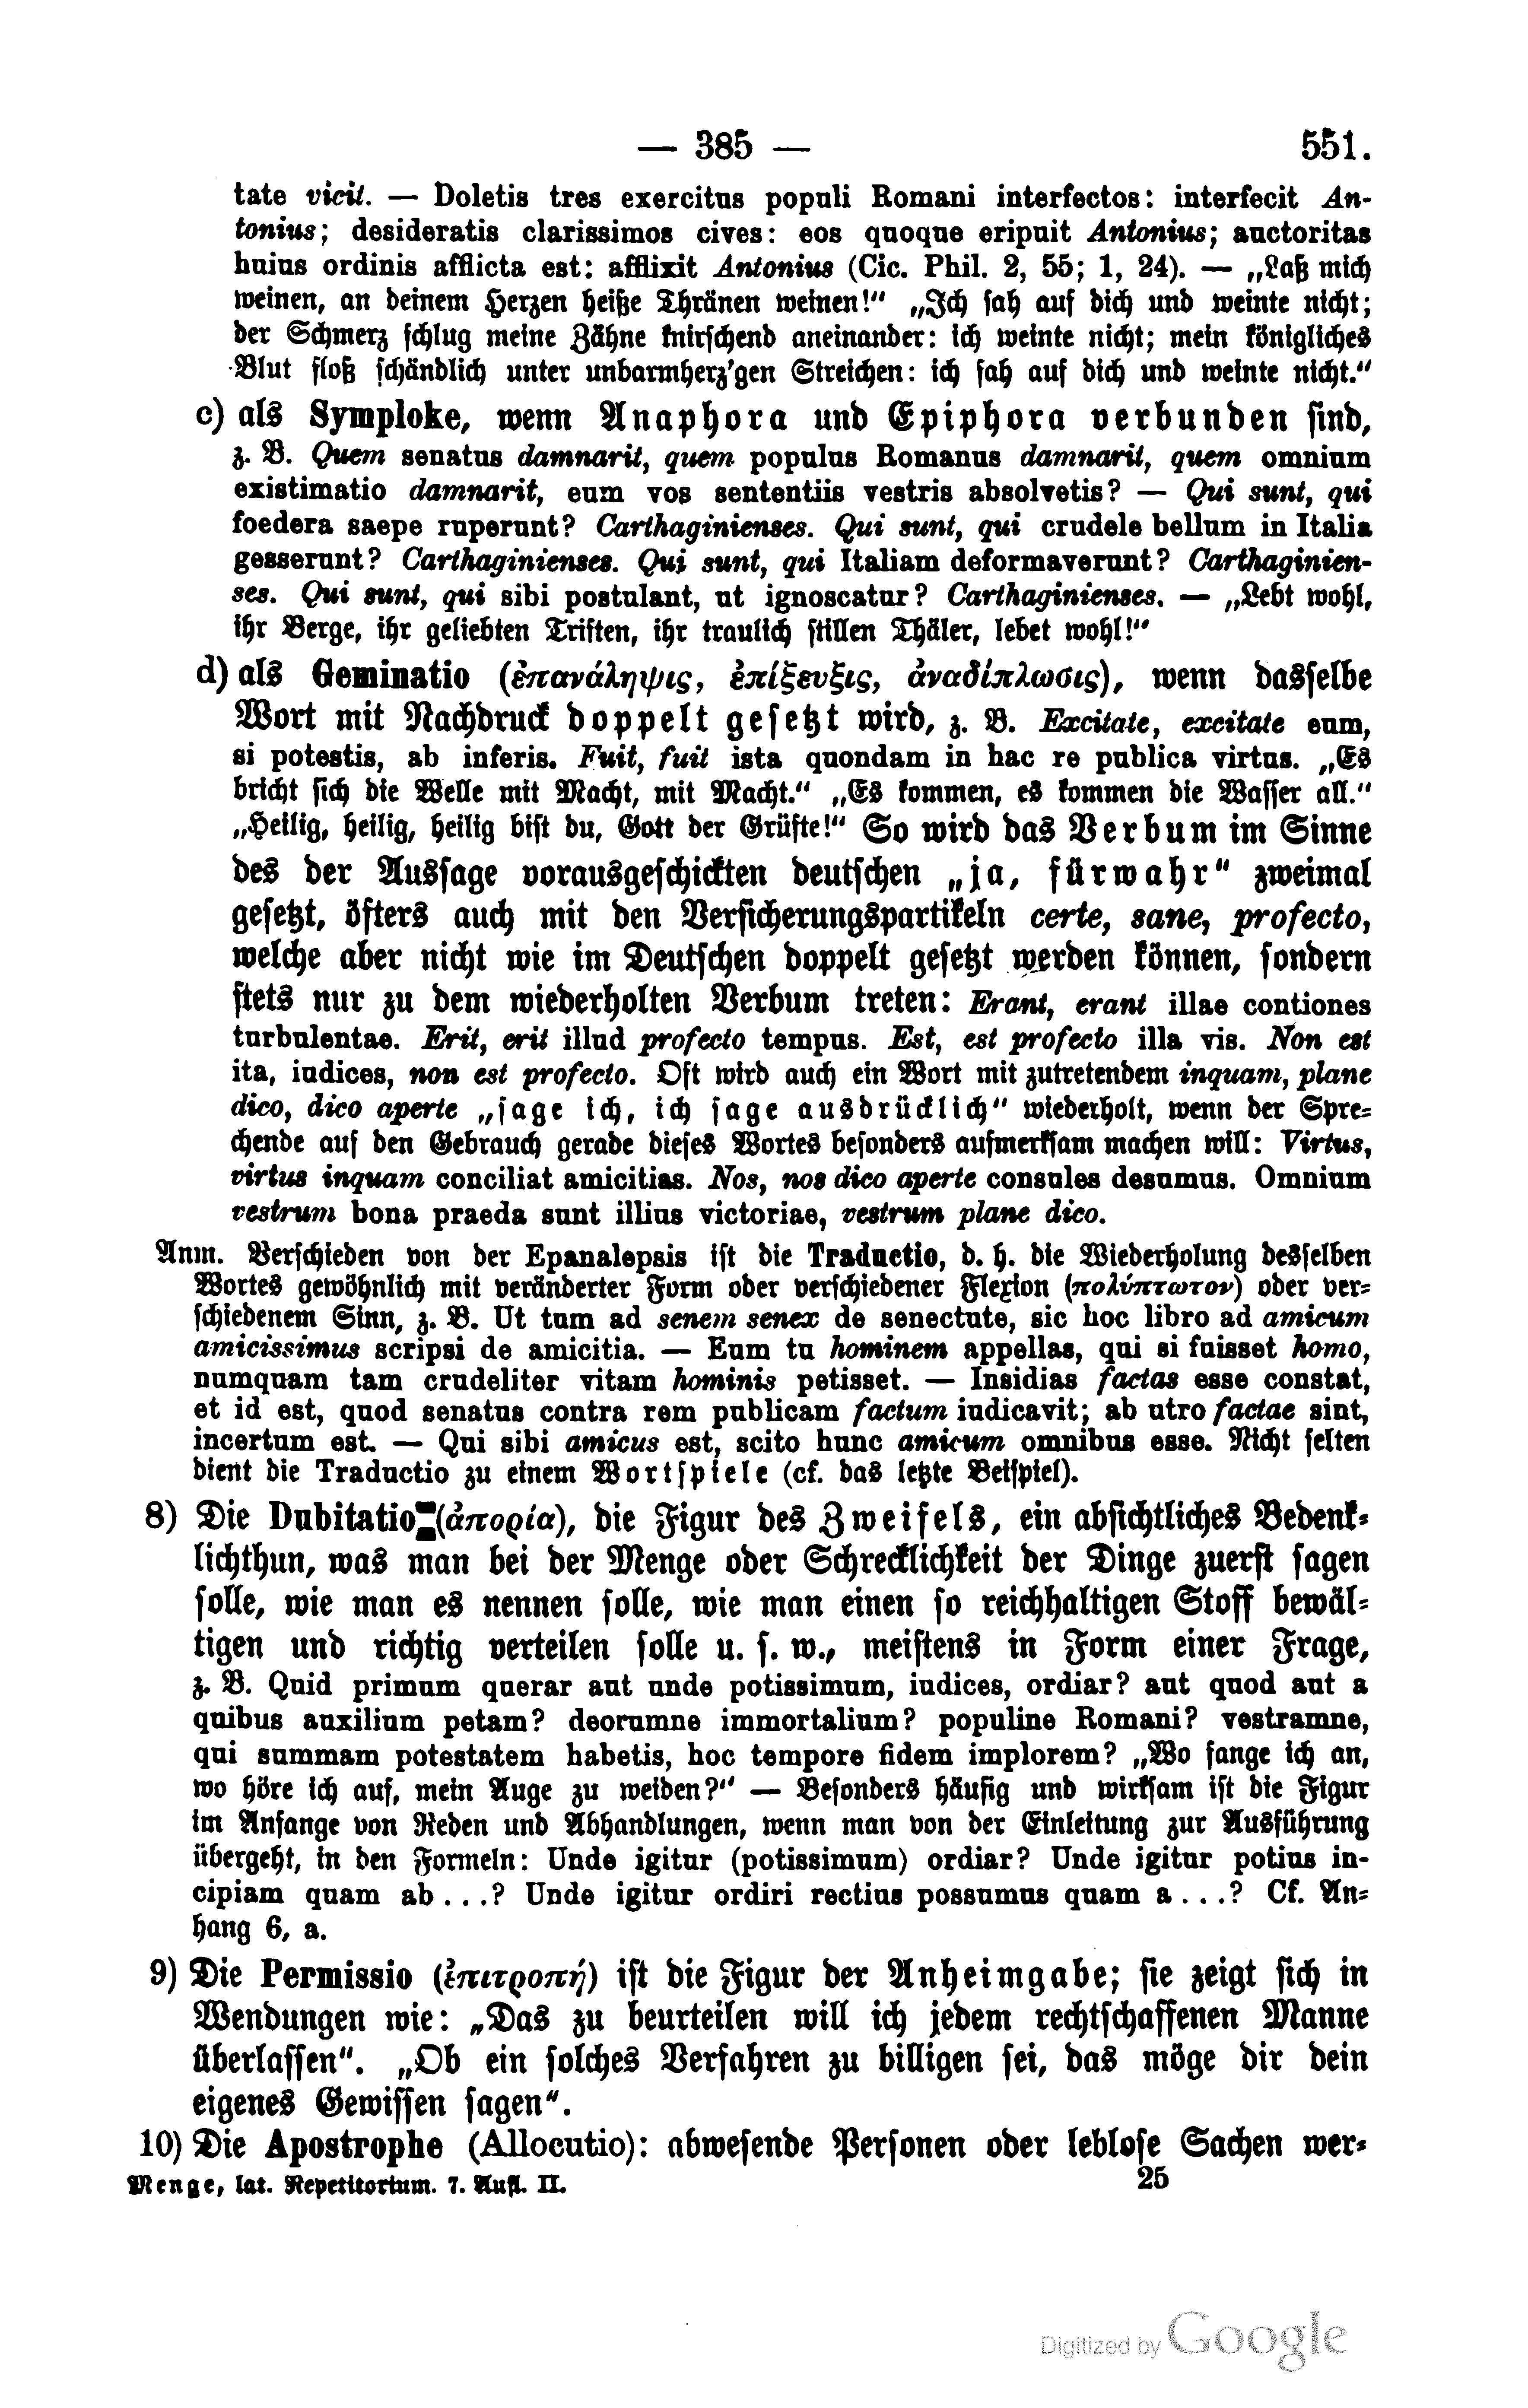 — 385 — 551.
tate vicit. — Doletis tres exercitus populi Romani interfectos: interfecit An-
tonius; desideratis clarissimos cives: eos quoque eripuit Antonius; auctoritas
huius ordinis afflicta est: afflixit Antonius (Cic. Phil. 2, 55; 1, 24). — „Laß mich
weinen, an deinem Herzen heiße Thränen weinen!“ „Ich sah auf dich und weinte nicht;
der Schmerz schlug meine Zähne knirschend aneinander: ich weinte nicht; mein königliches
Blut floß schändlich unter unbarmherz'gen Streichen: ich sah auf dich und weinte nicht.“
c) als Symploke, wenn Anaphora und Epiphora verbunden sind,
z. B. Quem senatus damnarit, quem populus Romanus damnarit, quem omnium
existimatio damnarit, eum vos sententiis vestris absolvetis? — Qui sunt, qui
foedera saepe ruperunt? Carthaginienses. Qui sunt, qui crudele bellum in Italia
gesserunt? Carthaginienses. Qui sunt, qui Italiam deformaverunt? Carthaginien-
ses. Qui sunt, qui sibi postulant, ut ignoscatur? Carthaginienses. — „Lebt wohl,
ihr Berge, ihr geliebten Triften, ihr traulich stillen Thäler, lebet wohl!“
d) als Geminatio (ἐπανάληψις, ἐπίξευξις, ἀναδίπλωσις), wenn dasselbe
Wort mit Nachdruck doppelt gesetzt wird, z. B. Excitate, excitate eum,
si potestis, ab inferis. Fuit, fuit ista quondam in hac re publica virtus. „Es
bricht sich die Welle mit Macht, mit Macht.“ „Es kommen, es kommen die Wasser all.“
„Heilig, heilig, heilig bist du, Gott der Grüfte!“ So wird das Verbum im Sinne
des der Aussage vorausgeschickten deutschen „ja, fürwahr“ zweimal
gesetzt, öfters auch mit den Versicherungspartikeln certe, sane, profecto,
welche aber nicht wie im Deutschen doppelt gesetzt werden können, sondern
stets nur zu dem wiederholten Verbum treten: Erant, erant illae contiones
turbulentae. Erit, erit illud profecto tempus. Est, est profecto illa vis. Non est
ita, iudices, non est profecto. Oft wird auch ein Wort mit zutretendem inquam, plane
dico, dico aperte „sage ich, ich sage ausdrücklich“ wiederholt, wenn der Spre-
chende auf den Gebrauch gerade dieses Wortes besonders aufmerksam machen will: Virtus,
virtus inquam conciliat amicitias. Nos, nos dico aperte consules desumus. Omnium
vestrum bona praeda sunt illius victoriae, vestrum plane dico.
Anm. Verschieden von der Epanalepsis ist die Traductio, d. h. die Wiederholung desselben
Wortes gewöhnlich mit veränderter Form oder verschiedener Flexion (πολύπτωτον) oder ver-
schiedenem Sinn, z. B. Ut tum ad senem senex de senectute, sic hoc libro ad amicum
amicissimus scripsi de amicitia. — Eum tu hominem appellas, qui si fuisset homo,
numquam tam crudeliter vitam hominis petisset. — Insidias factas esse constat,
et id est, quod senatus contra rem publicam factum iudicavit; ab utro factae sint,
incertum est. — Qui sibi amicus est, scito hunc amicum omnibus esse. Nicht selten
dient die Traductio zu einem Wortspiele (cf. das letzte Beispiel).
8) Die Dubitatio (ἀπορία), die Figur des Zweifels, ein absichtliches Bedenk-
lichthun, was man bei der Menge oder Schrecklichkeit der Dinge zuerst sagen
solle, wie man es nennen solle, wie man einen so reichhaltigen Stoff bewäl-
tigen und richtig verteilen solle u. s. w., meistens in Form einer Frage,
z. B. Quid primum querar aut unde potissimum, iudices, ordiar? aut quod aut a
quibus auxilium petam? deorumne immortalium? populine Romani? vestramne,
qui summam potestatem habetis, hoc tempore fidem implorem? „Wo fange ich an,
wo höre ich auf, mein Auge zu weiden?“ — Besonders häufig und wirksam ist die Figur
im Anfange von Reden und Abhandlungen, wenn man von der Einleitung zur Ausführung
übergeht, in den Formeln: Unde igitur (potissimum) ordiar? Unde igitur potius in-
cipiam quam ab...? Unde igitur ordiri rectius possumus quam a...? Cf. An-
hang 6, a.
9) Die Permissio (ἐπιτροπή) ist die Figur der Anheimgabe; sie zeigt sich in
Wendungen wie: „Das zu beurteilen will ich jedem rechtschaffenen Manne
überlassen“. „Ob ein solches Verfahren zu billigen sei, das möge dir dein
eigenes Gewissen sagen“.
10) Die Apostrophe (Allocutio): abwesende Personen oder leblose Sachen wer-
Menge, lat. Repetitorium. 7. Aufl. II. 25
Digitized by Google